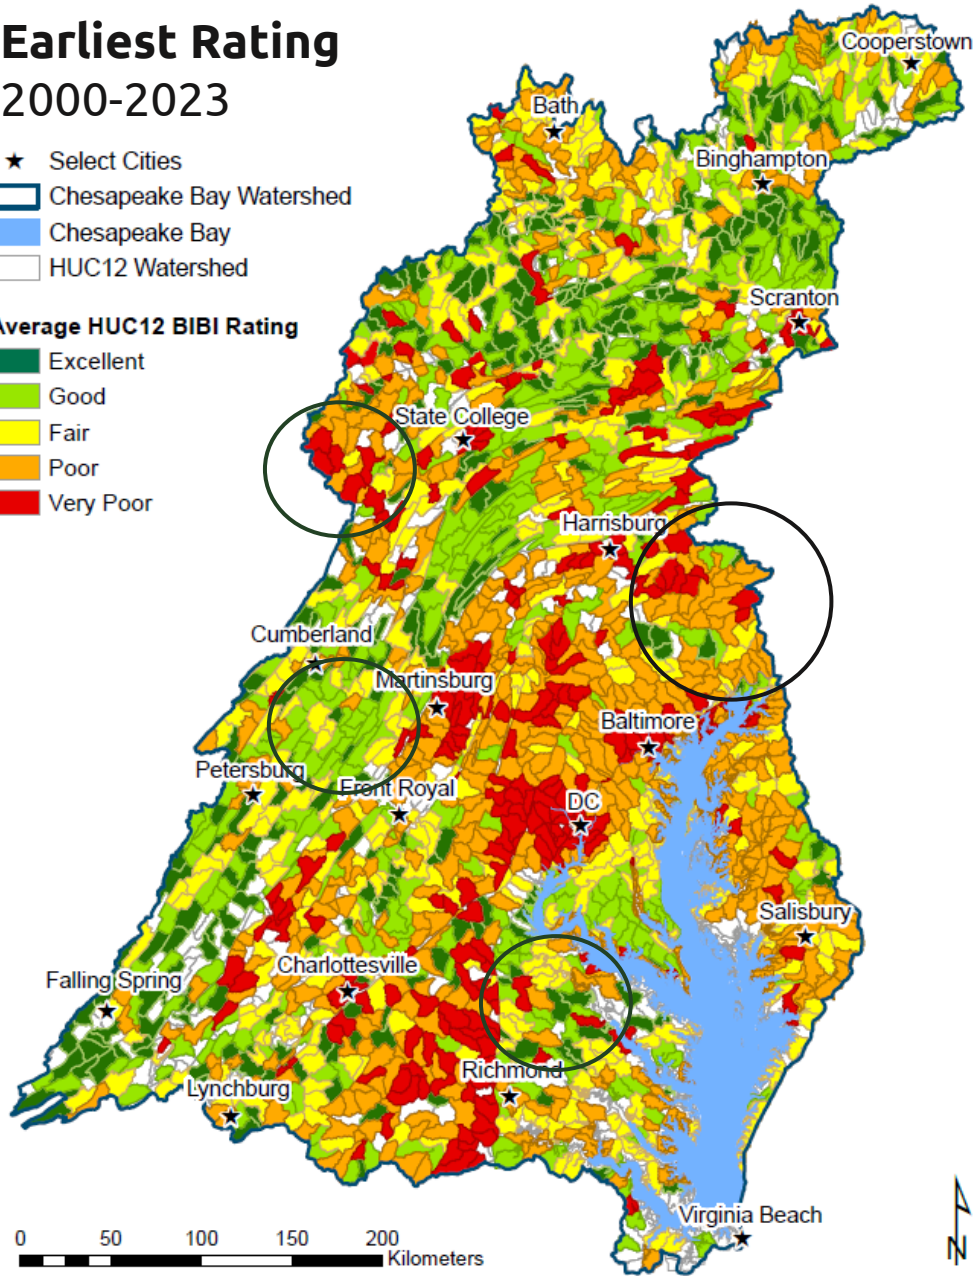 Earliest Rating
2000-2023
Select Cities
Chesapeake Bay Watershed
Chesapeake Bay
HUC12 Watershed
Average HUC12 BIBI Rating
Excellent
Good
Fair
Poor
Very Poor
Cooperstown
Bath
Binghampton
Scranton
State College
Harrisburg
Cumberland
Martinsburg
Baltimore
Petersburg
Front Royal
DC
Salisbury
Charlottesville
Falling Spring
Richmond
Lynchburg
Virginia Beach
0 50 100 150 200
Kilometers
N